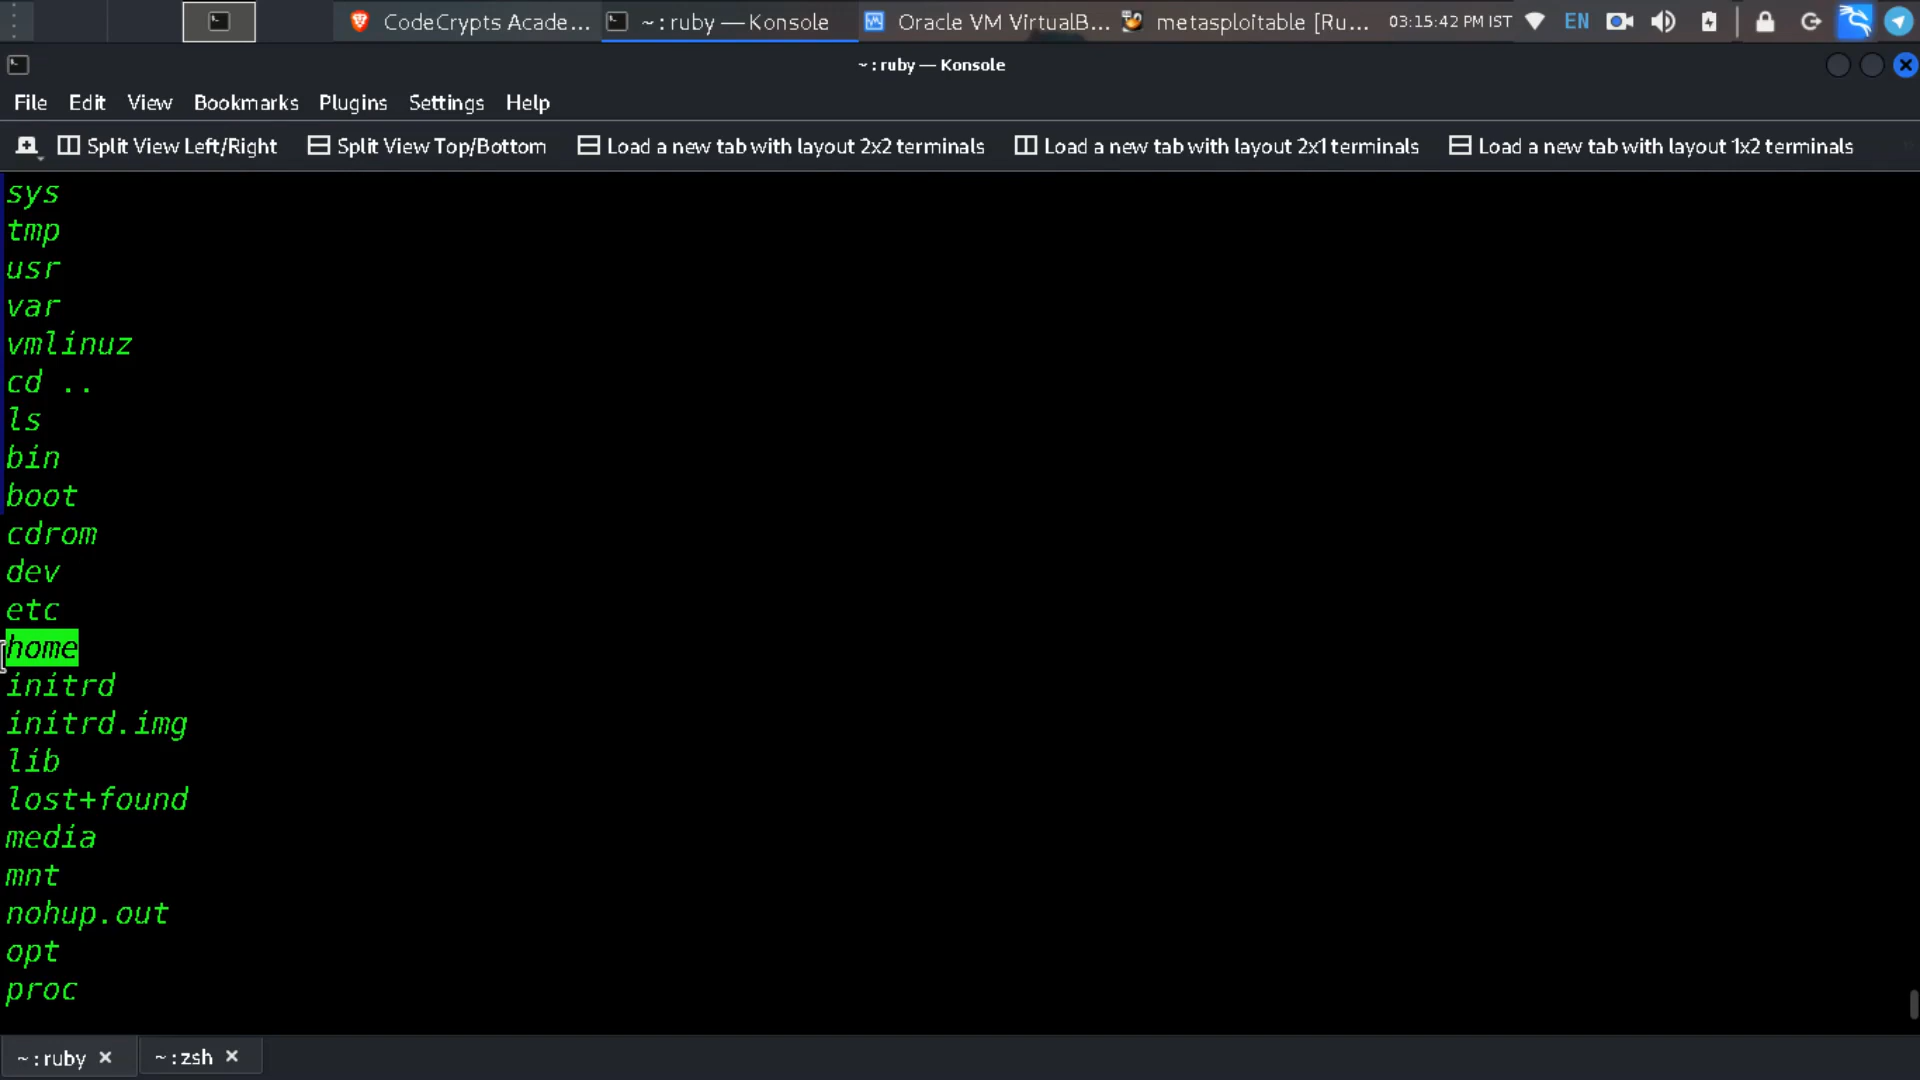 CodeCrypts Acade...
~ : ruby — Konsole
Oracle VM VirtualB...
metasploitable [Ru...
03:15:42 PM IST
EN
~ : ruby — Konsole
File Edit View Bookmarks Plugins Settings Help
Split View Left/Right Split View Top/Bottom Load a new tab with layout 2x2 terminals Load a new tab with layout 2x1 terminals Load a new tab with layout 1x2 terminals
sys
tmp
usr
var
vmlinuz
cd ..
ls
bin
boot
cdrom
dev
etc
home
initrd
initrd.img
lib
lost+found
media
mnt
nohup.out
opt
proc
~ : ruby ~ : zsh